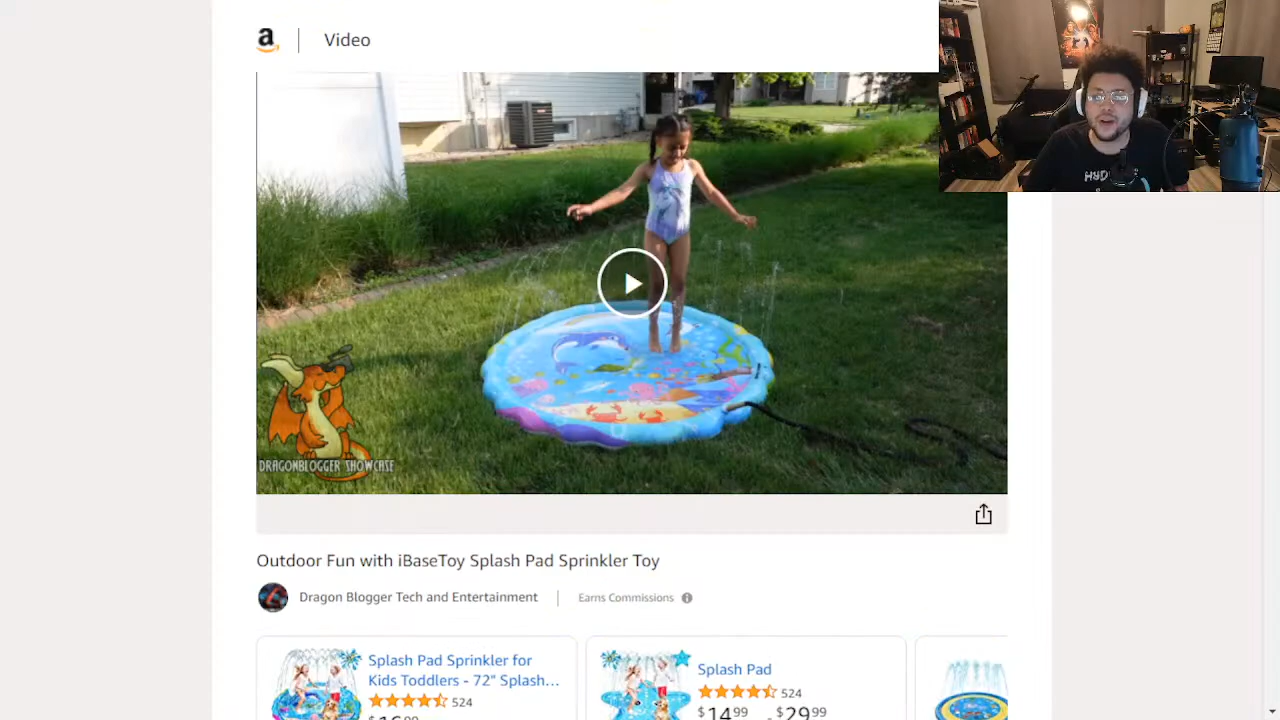 a
Video
HYD
DRAGONBLOGGER SHOWCASE
Outdoor Fun with iBaseToy Splash Pad Sprinkler Toy
Dragon Blogger Tech and Entertainment
Earns Commissions
Splash Pad Sprinkler for
Kids Toddlers - 72" Splash...
524
Splash Pad
524
$14.99 - $29.99